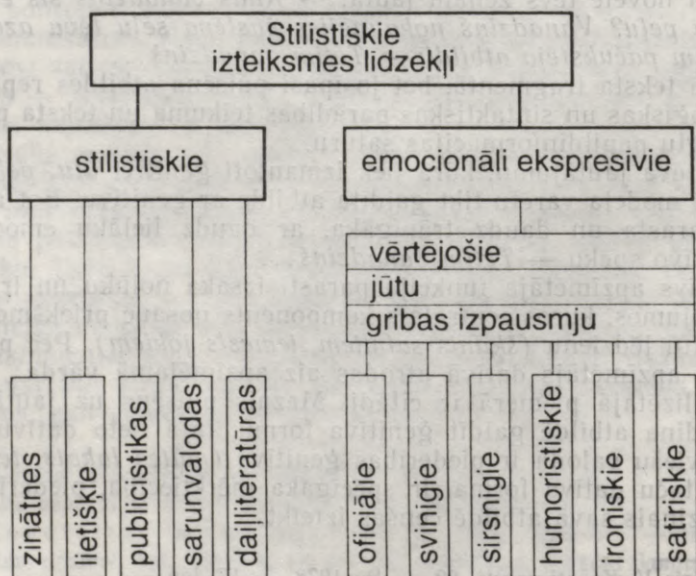 Stilistiskie
izteiksmes līdzekļi
stilistiskie
emocionāli ekspresīvie
vērtējošie
jūtu
gribas izpausmju
zinātnes
lietišķie
publicistikas
sarunvalodas
daiļliteratūras
oficiālie
svinīgie
sirsnīgie
humoristiskie
ironiskie
satīriskie